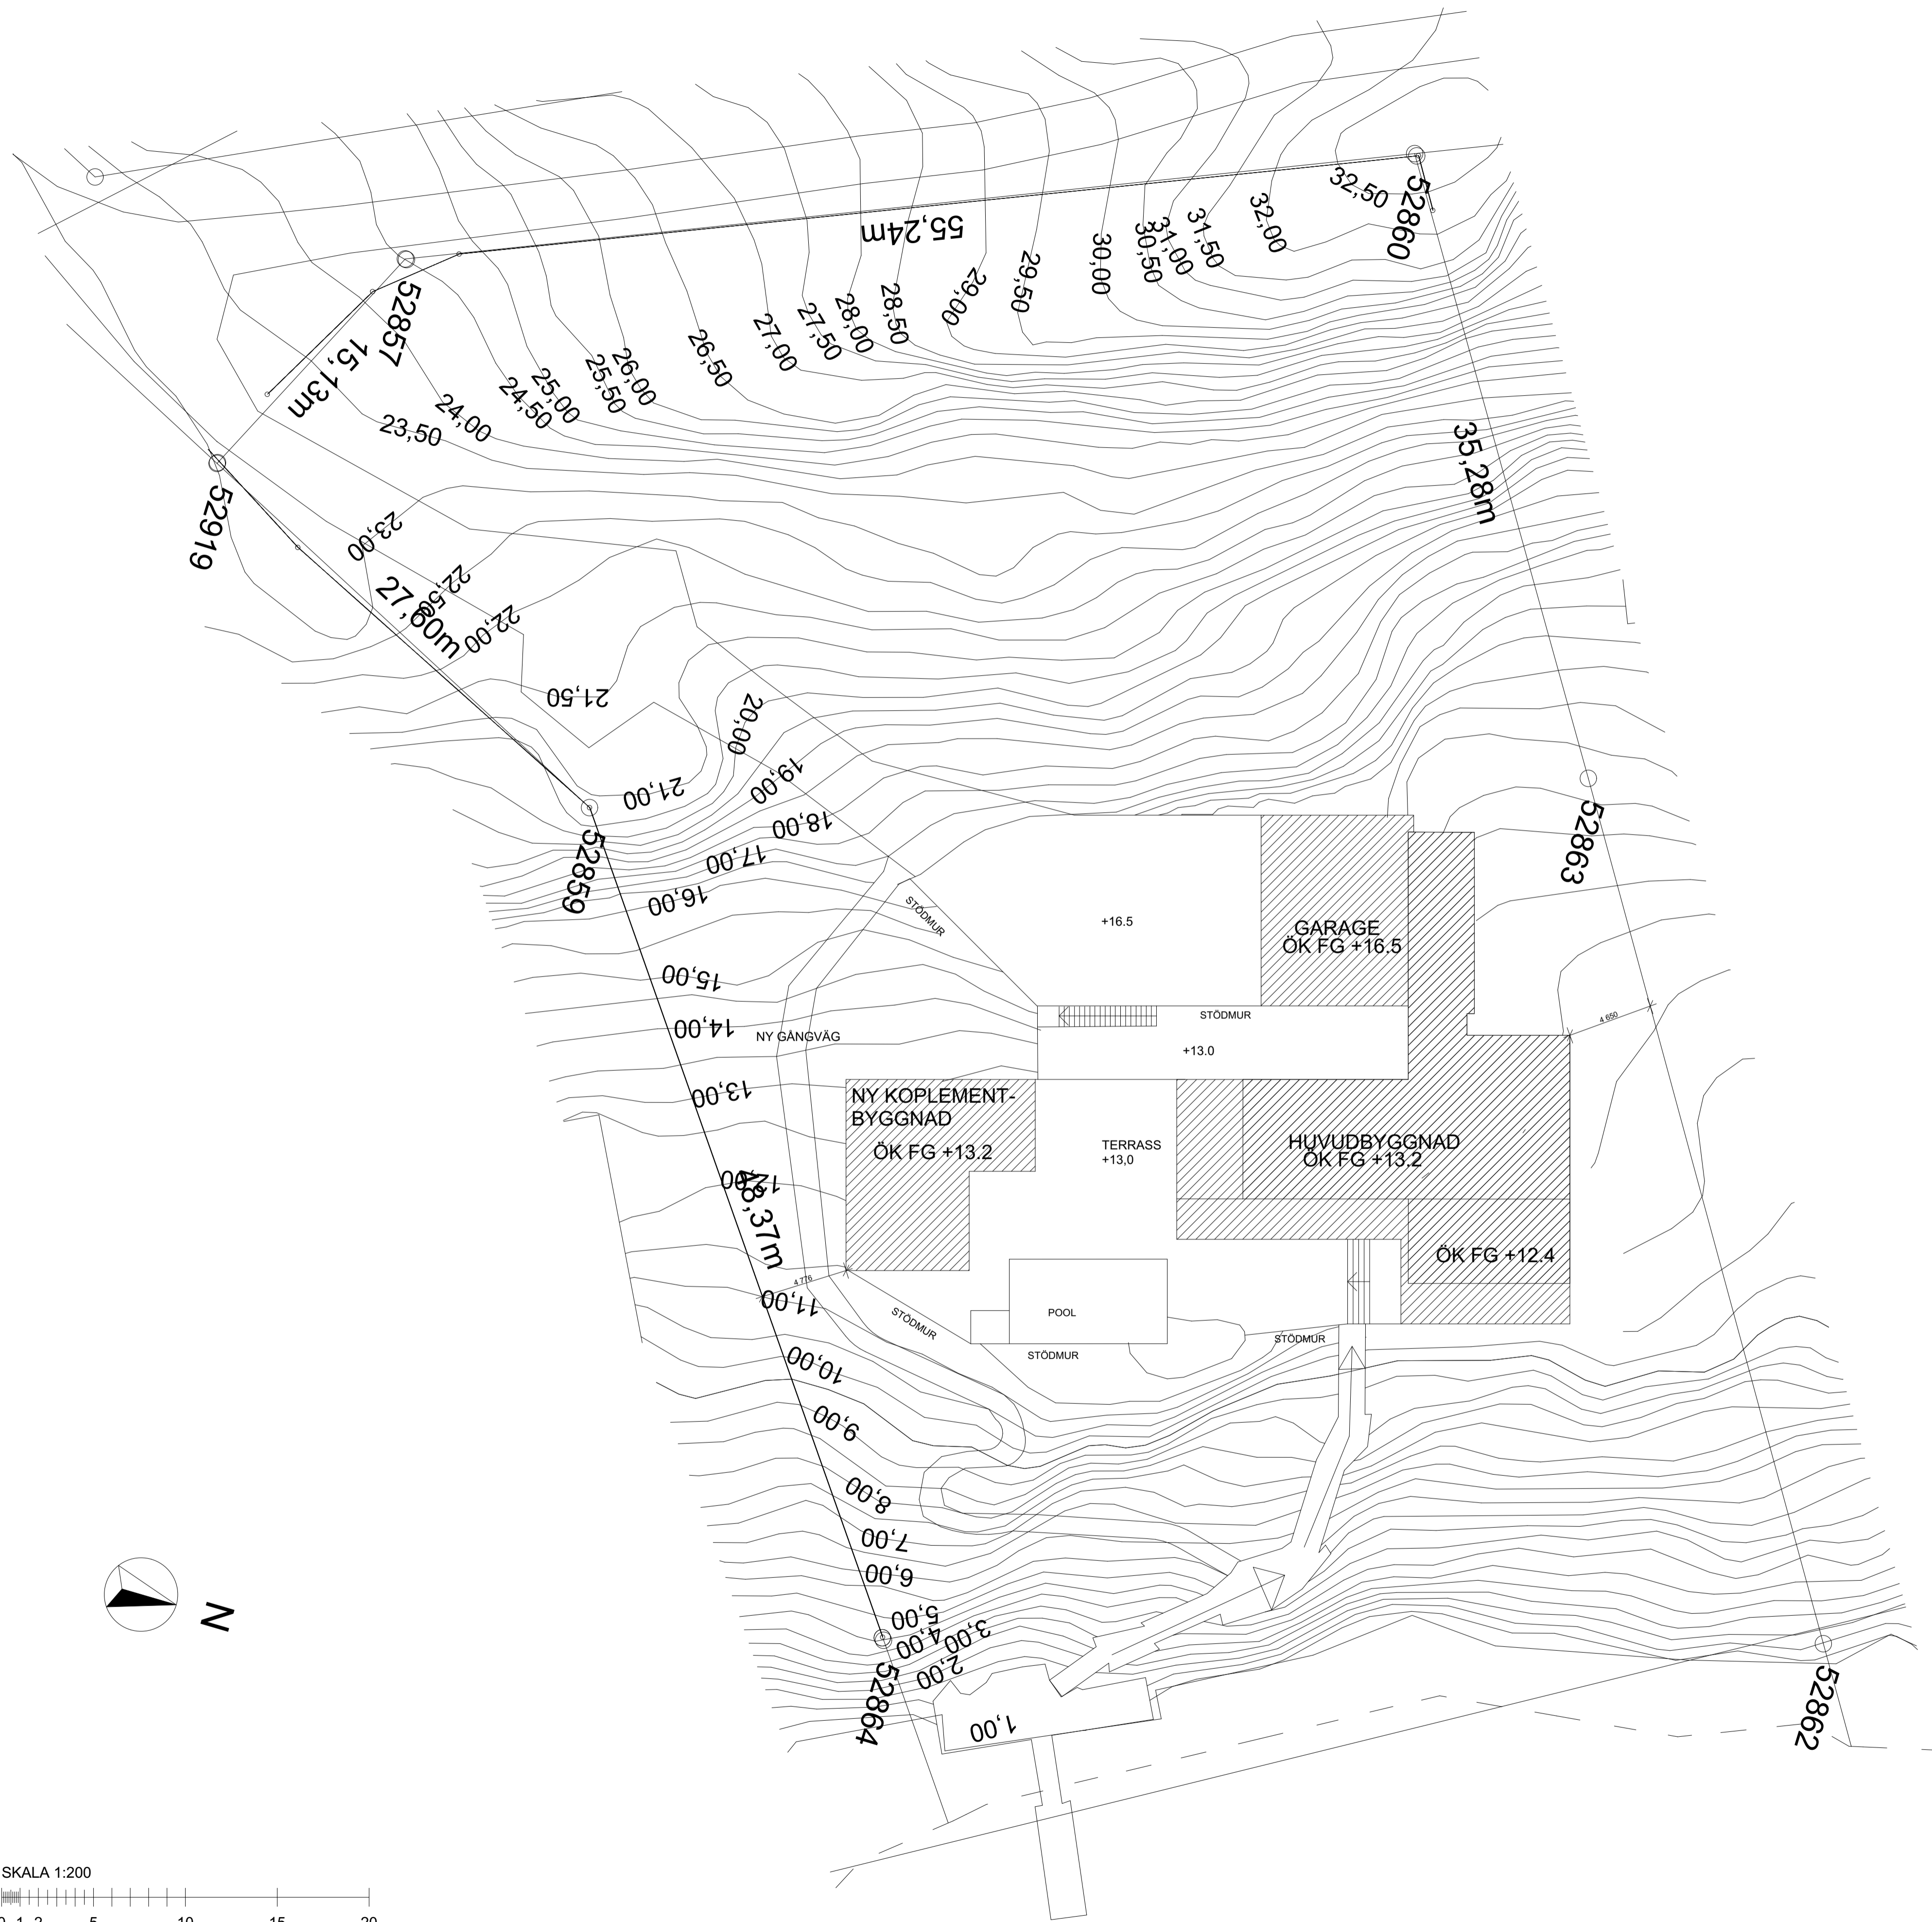 55,24m
32,50
52860
32,00
31,50
31,00
30,50
30,00
29,50
29,00
28,50
28,00
27,50
27,00
26,50
26,00
25,50
25,00
24,50
24,00
23,50
52857
15,13m
52919
35,28m
23,00
22,50
22,00
27,60m
21,50
21,00
20,00
19,00
18,00
17,00
16,00
52859
52863
STÖDMUR
+16.5
GARAGE
ÖK FG +16.5
15,00
14,00
NY GÅNGVÄG
STÖDMUR
4 650
+13.0
13,00
NY KOPLEMENT-
BYGGNAD
ÖK FG +13.2
TERRASS
+13,0
HUVUDBYGGNAD
ÖK FG +13.2
12,00
48,37m
ÖK FG +12.4
4 776
11,00
STÖDMUR
POOL
STÖDMUR
STÖDMUR
10,00
9,00
8,00
7,00
6,00
5,00
4,00
3,00
2,00
1,00
52864
52862
N
SKALA 1:200
0 1 2 5 10 15 20